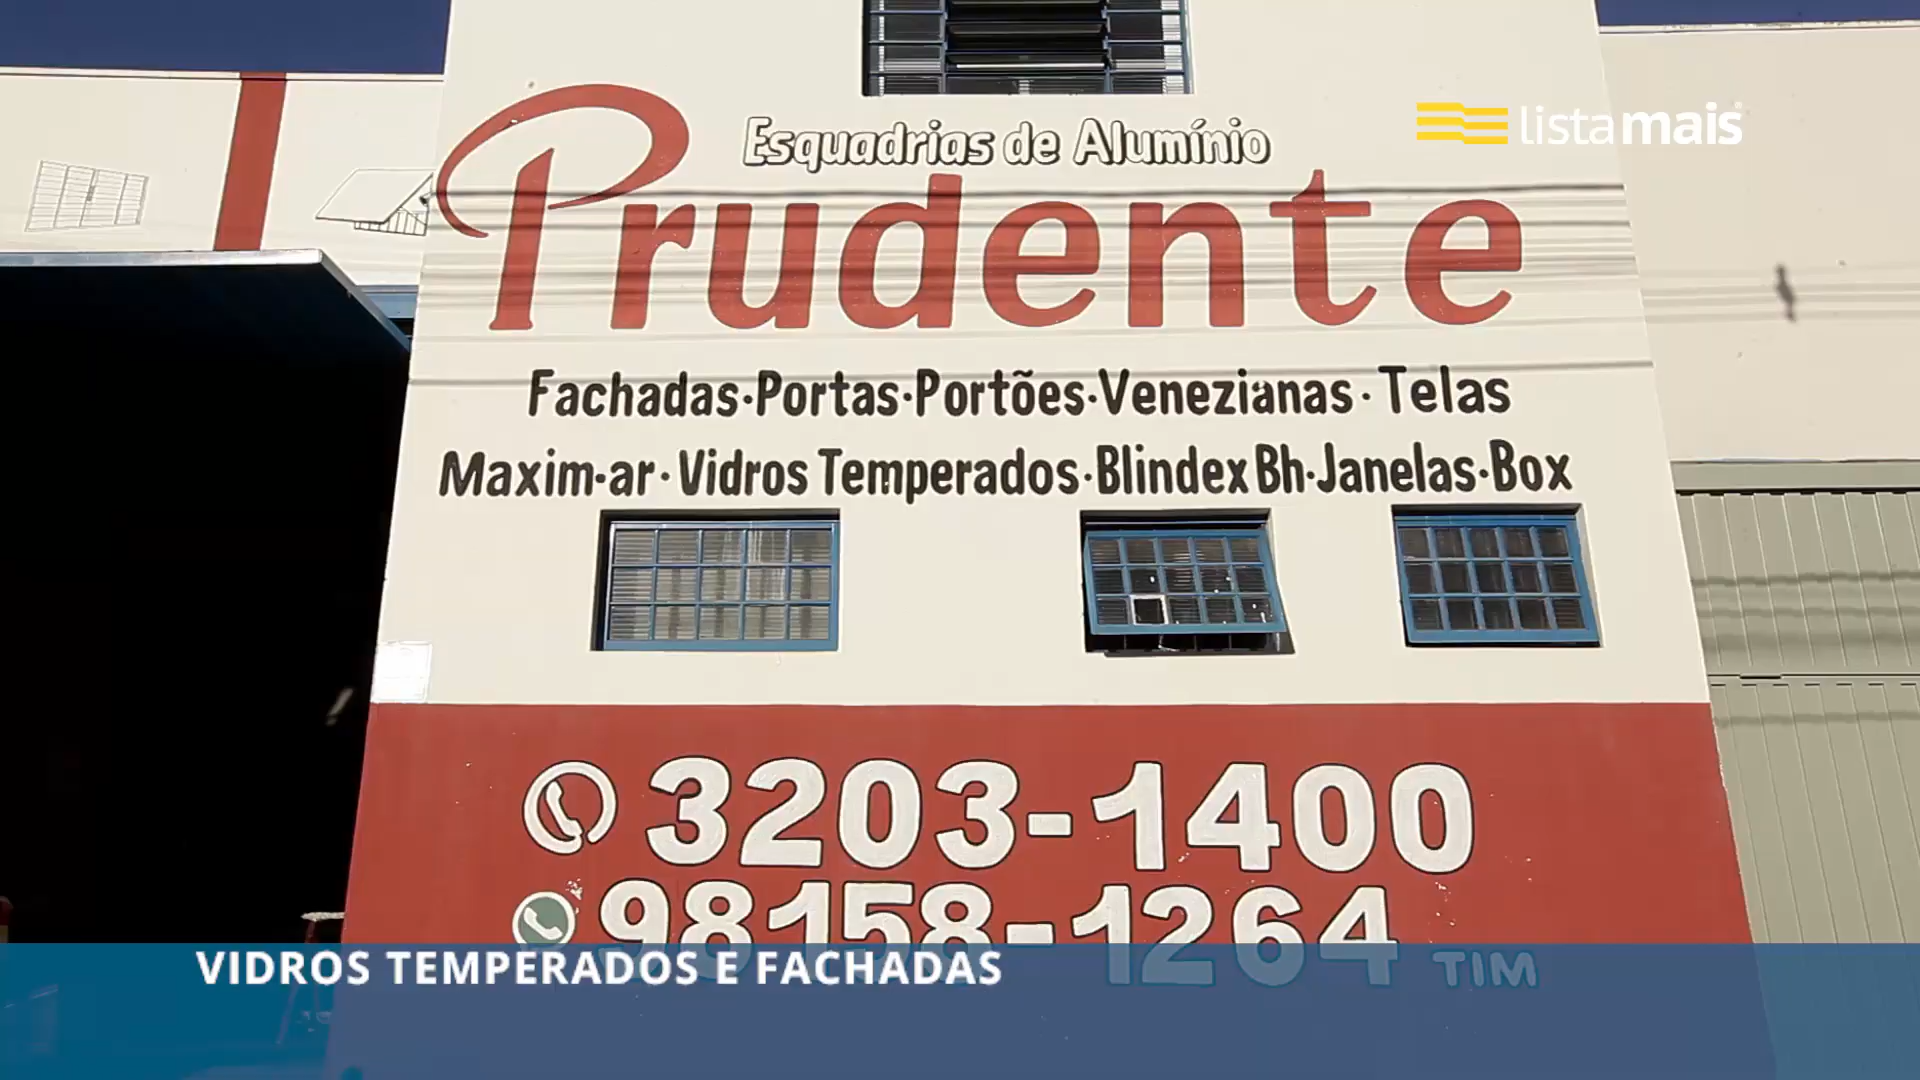 listamais
Esquadrias de Alumínio
Prudente
Fachadas·Portas·Portões·Venezianas·Telas
Maxim-ar·Vidros Temperados·Blindex Bh·Janelas·Box
3203-1400
98158-1264 TIM
VIDROS TEMPERADOS E FACHADAS